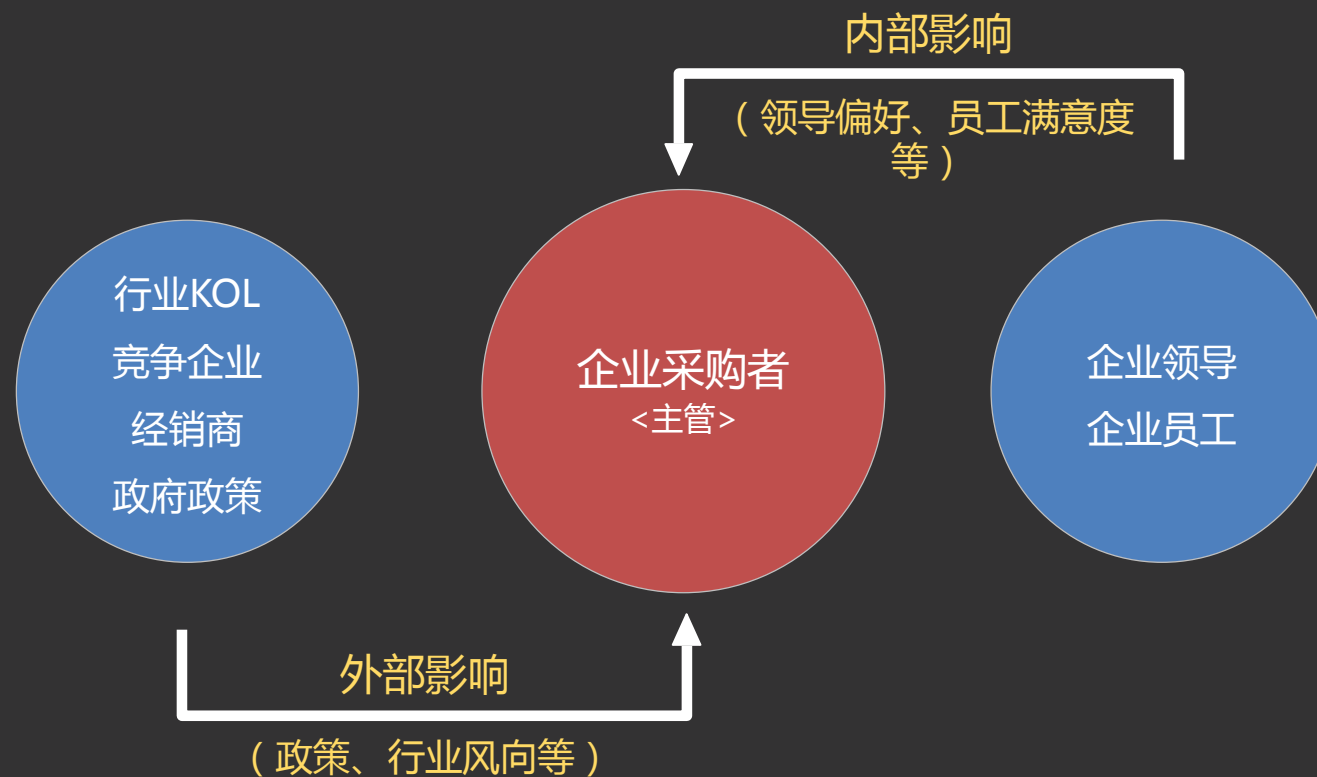 内部影响
（领导偏好、员工满意度
等）
行业KOL
竞争企业
经销商
政府政策
企业采购者
<主管>
企业领导
企业员工
外部影响
（政策、行业风向等）